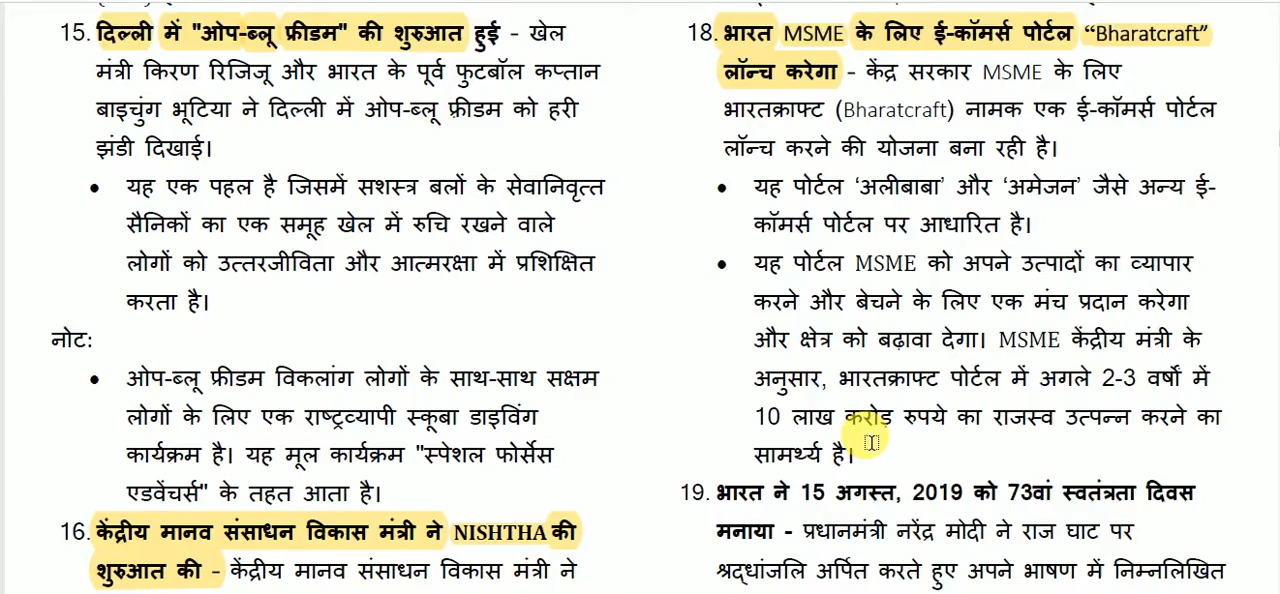 15. दिल्ली में "ओप-ब्लू फ्रीडम" की शुरुआत हुई - खेल
मंत्री किरण रिजिजू और भारत के पूर्व फुटबॉल कप्तान
बाइचुंग भूटिया ने दिल्ली में ओप-ब्लू फ्रीडम को हरी
झंडी दिखाई।
• यह एक पहल है जिसमें सशस्त्र बलों के सेवानिवृत्त
सैनिकों का एक समूह खेल में रुचि रखने वाले
लोगों को उत्तरजीविता और आत्मरक्षा में प्रशिक्षित
करता है।
नोट:
• ओप-ब्लू फ्रीडम विकलांग लोगों के साथ-साथ सक्षम
लोगों के लिए एक राष्ट्रव्यापी स्कूबा डाइविंग
कार्यक्रम है। यह मूल कार्यक्रम "स्पेशल फोर्सेस
एडवेंचर्स" के तहत आता है।
16. केंद्रीय मानव संसाधन विकास मंत्री ने NISHTHA की
शुरुआत की - केंद्रीय मानव संसाधन विकास मंत्री ने
18. भारत MSME के लिए ई-कॉमर्स पोर्टल “Bharatcraft”
लॉन्च करेगा - केंद्र सरकार MSME के लिए
भारतक्राफ्ट (Bharatcraft) नामक एक ई-कॉमर्स पोर्टल
लॉन्च करने की योजना बना रही है।
• यह पोर्टल ‘अलीबाबा’ और ‘अमेजन’ जैसे अन्य ई-
कॉमर्स पोर्टल पर आधारित है।
• यह पोर्टल MSME को अपने उत्पादों का व्यापार
करने और बेचने के लिए एक मंच प्रदान करेगा
और क्षेत्र को बढ़ावा देगा। MSME केंद्रीय मंत्री के
अनुसार, भारतक्राफ्ट पोर्टल में अगले 2-3 वर्षों में
10 लाख करोड़ रुपये का राजस्व उत्पन्न करने का
सामर्थ्य है।
19. भारत ने 15 अगस्त, 2019 को 73वां स्वतंत्रता दिवस
मनाया - प्रधानमंत्री नरेंद्र मोदी ने राज घाट पर
श्रद्धांजलि अर्पित करते हुए अपने भाषण में निम्नलिखित